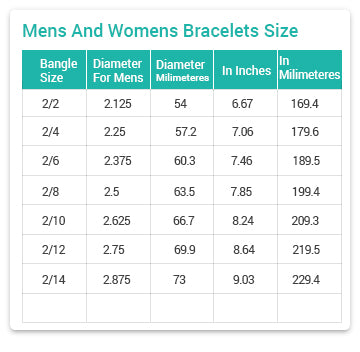 Mens And Womens Bracelets Size
Bangle Size Diameter For Mens Diameter Milimeteres In Inches In Milimeteres
2/2 2.125 54 6.67 169.4
2/4 2.25 57.2 7.06 179.6
2/6 2.375 60.3 7.46 189.5
2/8 2.5 63.5 7.85 199.4
2/10 2.625 66.7 8.24 209.3
2/12 2.75 69.9 8.64 219.5
2/14 2.875 73 9.03 229.4